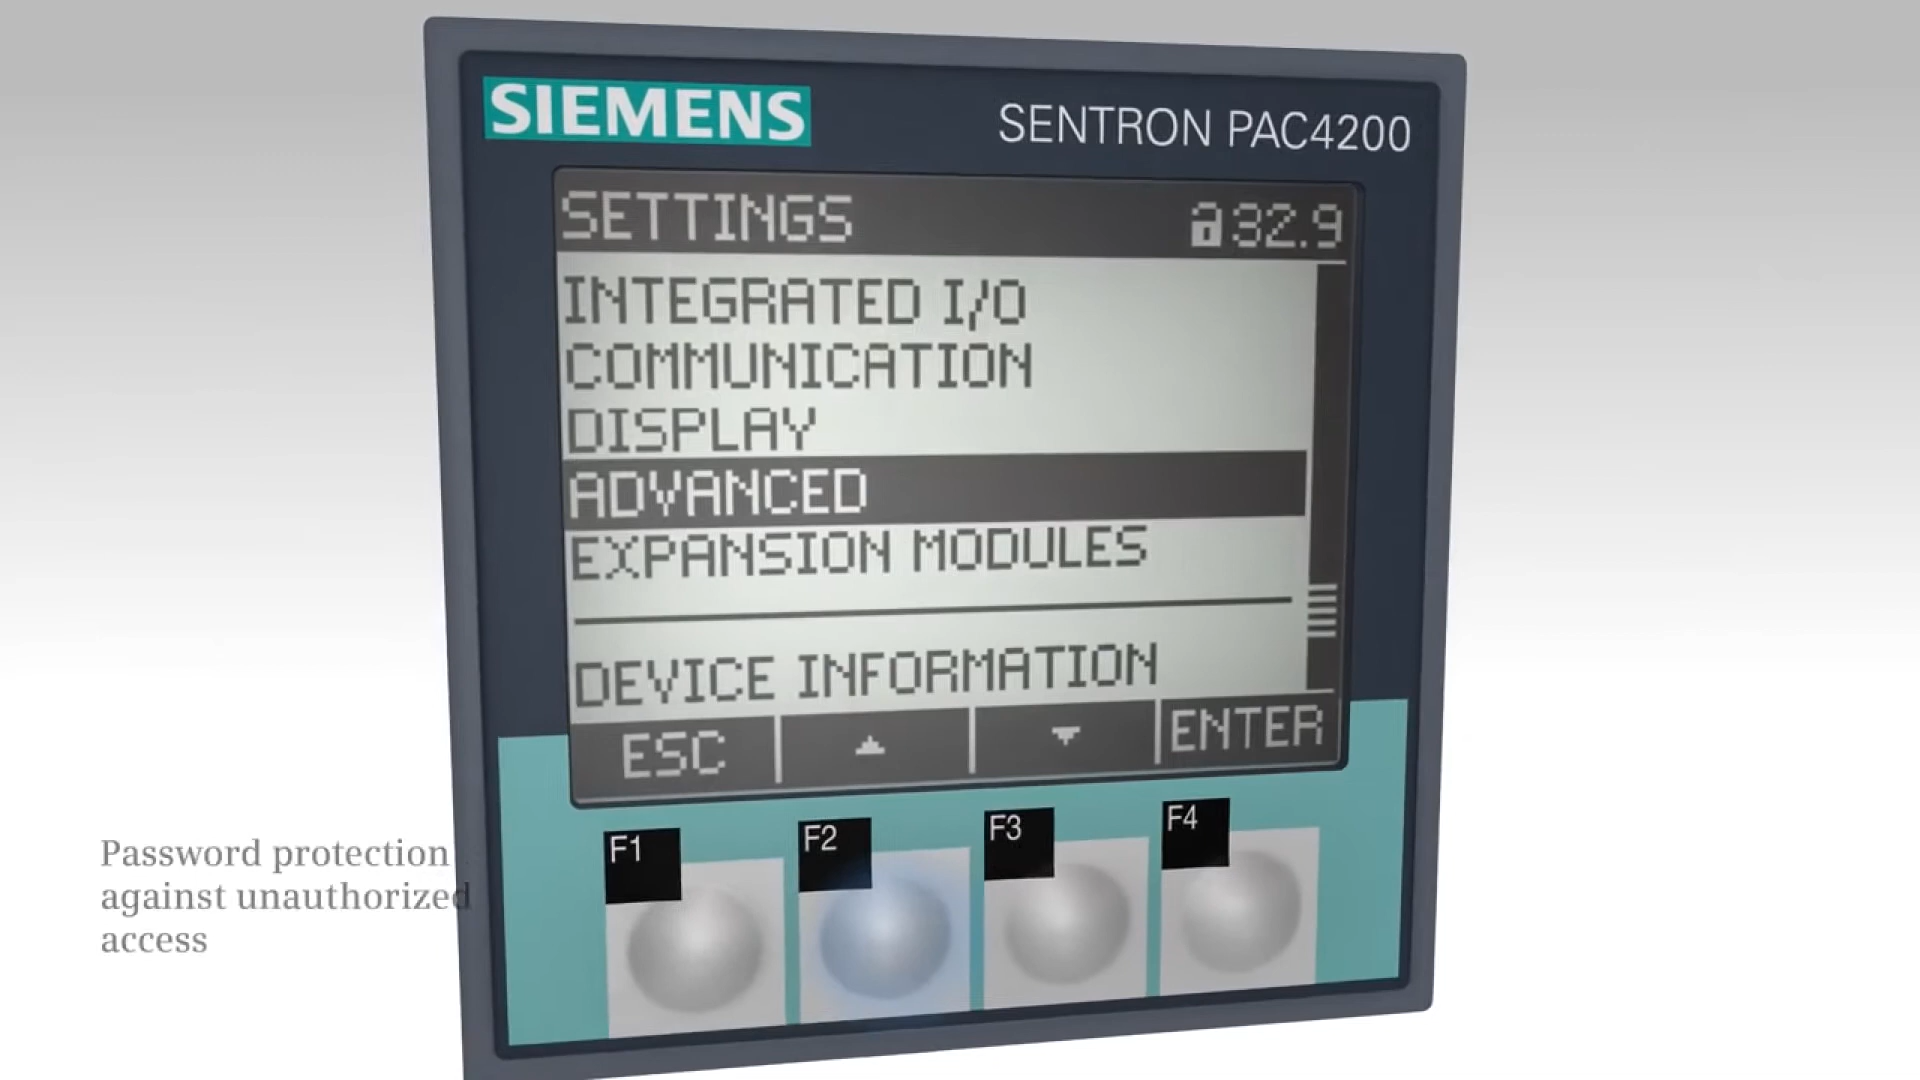 SIEMENS
SENTRON PAC4200
SETTINGS 32.9
INTEGRATED I/O
COMMUNICATION
DISPLAY
ADVANCED
EXPANSION MODULES
DEVICE INFORMATION
ESC ▲ ▼ ENTER
F1 F2 F3 F4
Password protection
against unauthorized
access